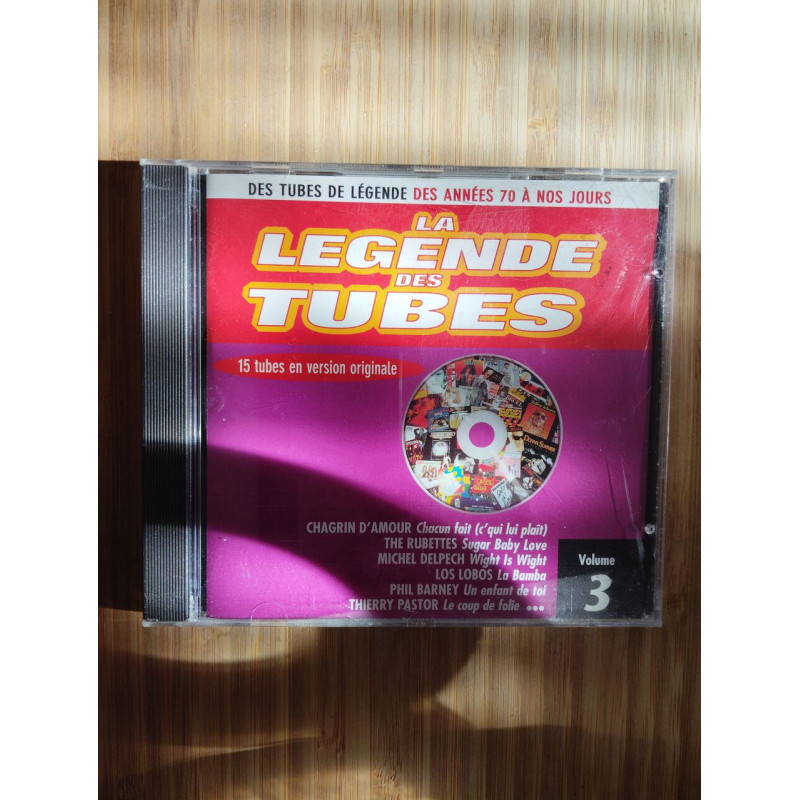 DES TUBES DE LÉGENDE DES ANNÉES 70 À NOS JOURS
LA
LEGENDE
DES
TUBES
15 tubes en version originale
CHAGRIN D'AMOUR Chacun fait (c'qui lui plaît)
THE RUBETTES Sugar Baby Love
MICHEL DELPECH Wight Is Wight
LOS LOBOS La Bamba
PHIL BARNEY Un enfant de toi
THIERRY PASTOR Le coup de folie ...
Volume
3